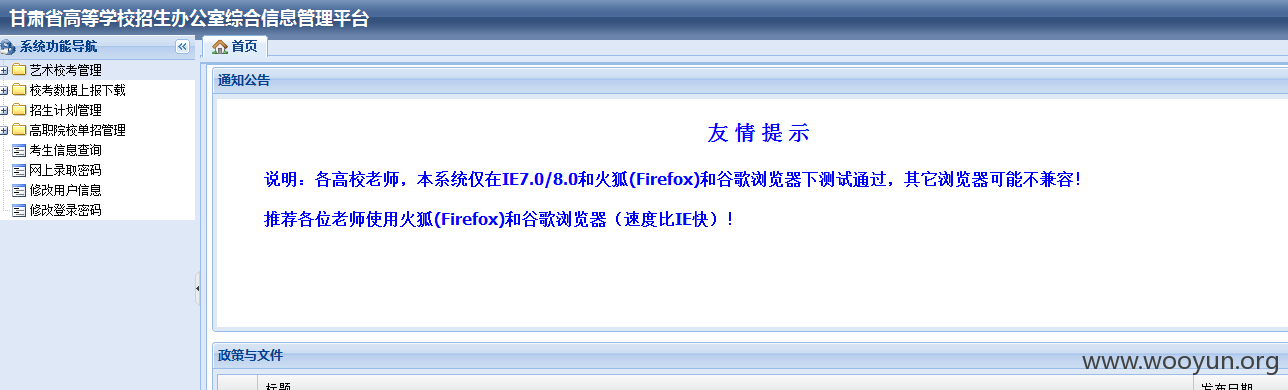 甘肃省高等学校招生办公室综合信息管理平台
系统功能导航
首页
艺术校考管理
校考数据上报下载
招生计划管理
高职院校单招管理
考生信息查询
网上录取密码
修改用户信息
修改登录密码
通知公告
友 情 提 示
说明：各高校老师，本系统仅在IE7.0/8.0和火狐(Firefox)和谷歌浏览器下测试通过，其它浏览器可能不兼容！
推荐各位老师使用火狐(Firefox)和谷歌浏览器（速度比IE快）！
政策与文件
标题
发布日期
www.wooyun.org